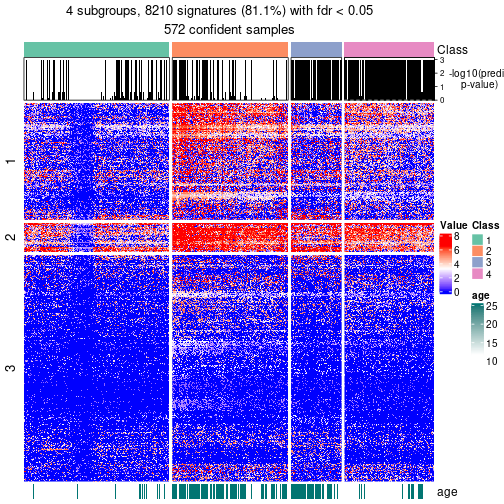 4 subgroups, 8210 signatures (81.1%) with fdr < 0.05
572 confident samples
Class
3
2
1
0
-log10(predi
p-value)
1
2
3
Value
8
6
4
2
0
Class
1
2
3
4
age
25
20
15
10
age